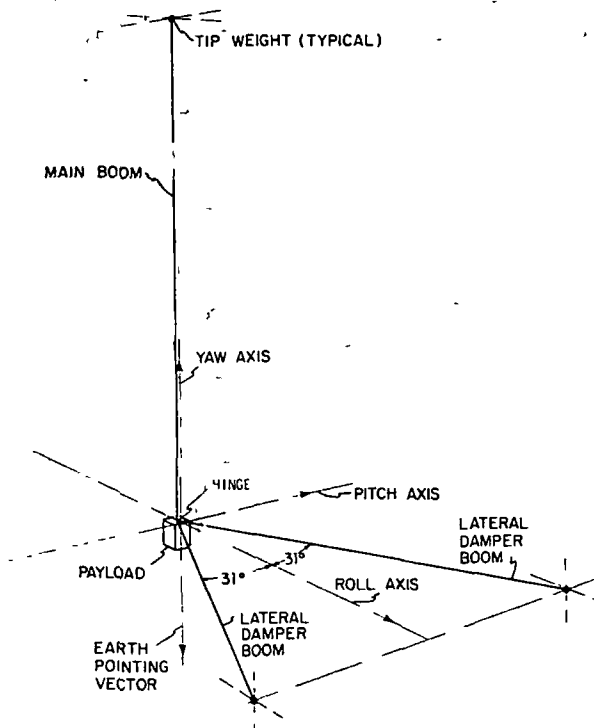 TIP WEIGHT (TYPICAL)
MAIN BOOM
YAW AXIS
HINGE
PITCH AXIS
LATERAL
DAMPER
BOOM
PAYLOAD
31°
31°
ROLL AXIS
LATERAL
DAMPER
BOOM
EARTH
POINTING
VECTOR